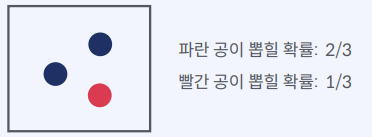 파란 공이 뽑힐 확률: 2/3
빨간 공이 뽑힐 확률: 1/3